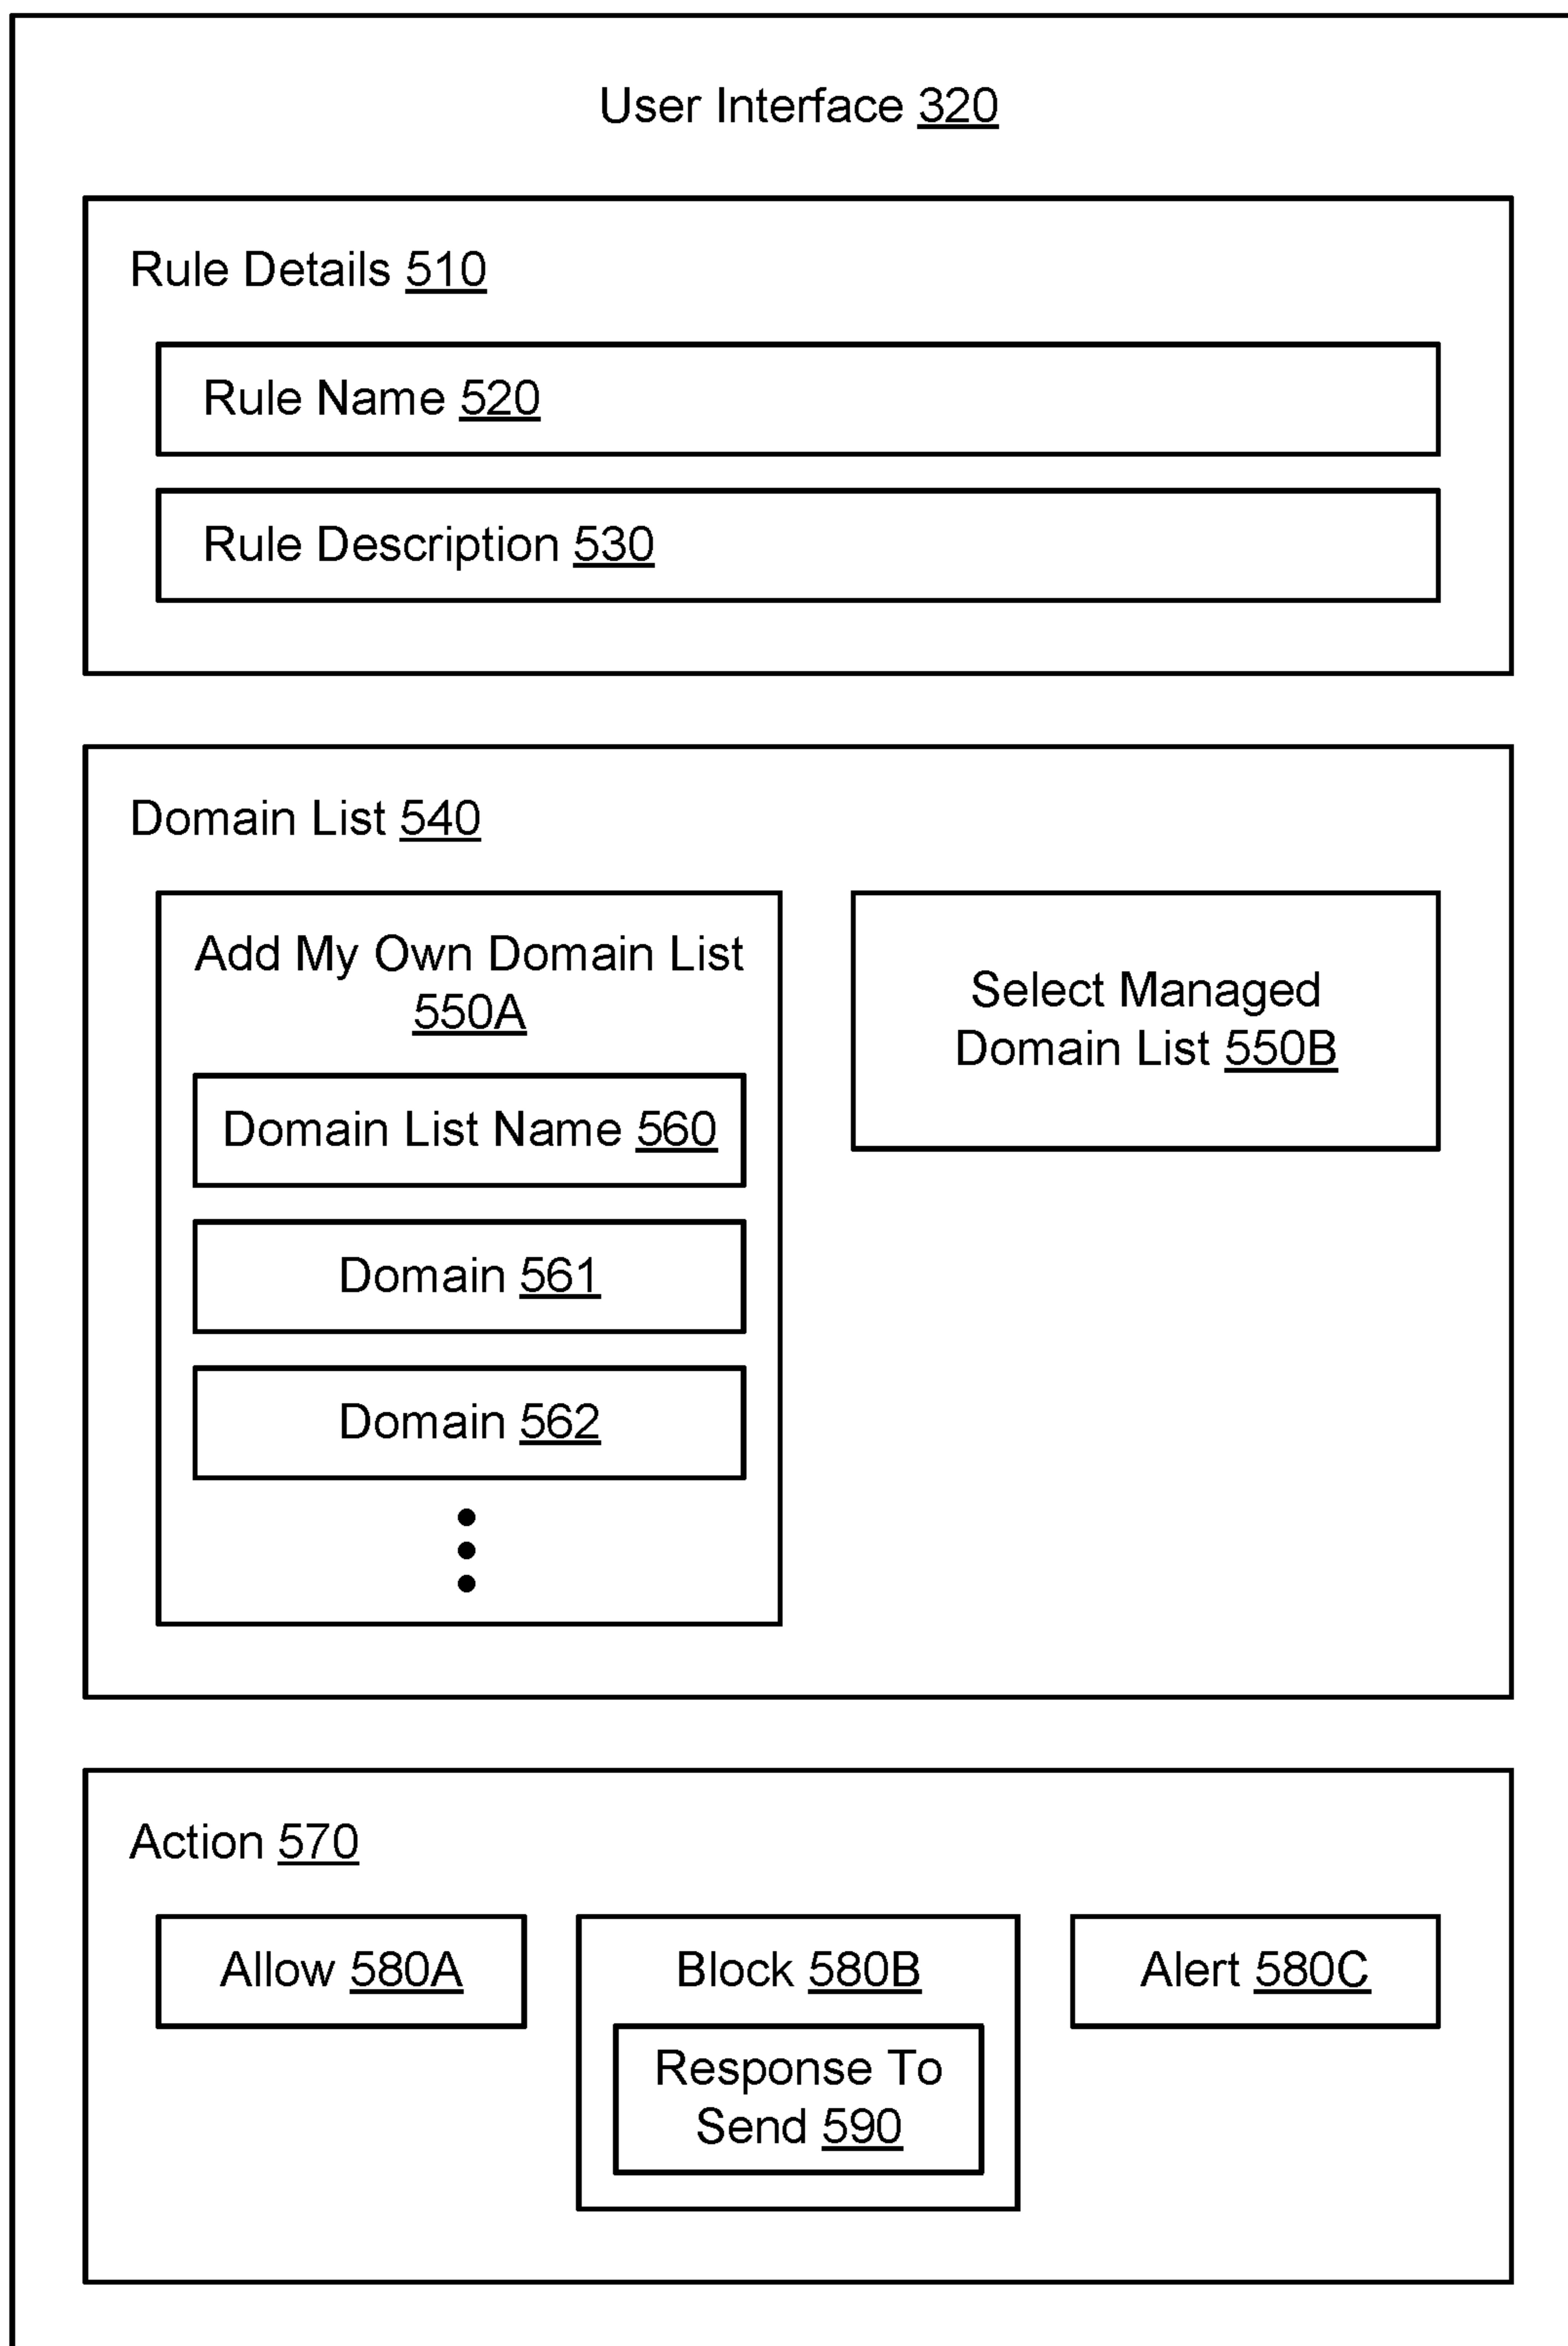 User Interface 320
Rule Details 510
Rule Name 520
Rule Description 530
Domain List 540
Add My Own Domain List
550A
Domain List Name 560
Domain 561
Domain 562
Select Managed
Domain List 550B
Action 570
Allow 580A
Block 580B
Response To
Send 590
Alert 580C